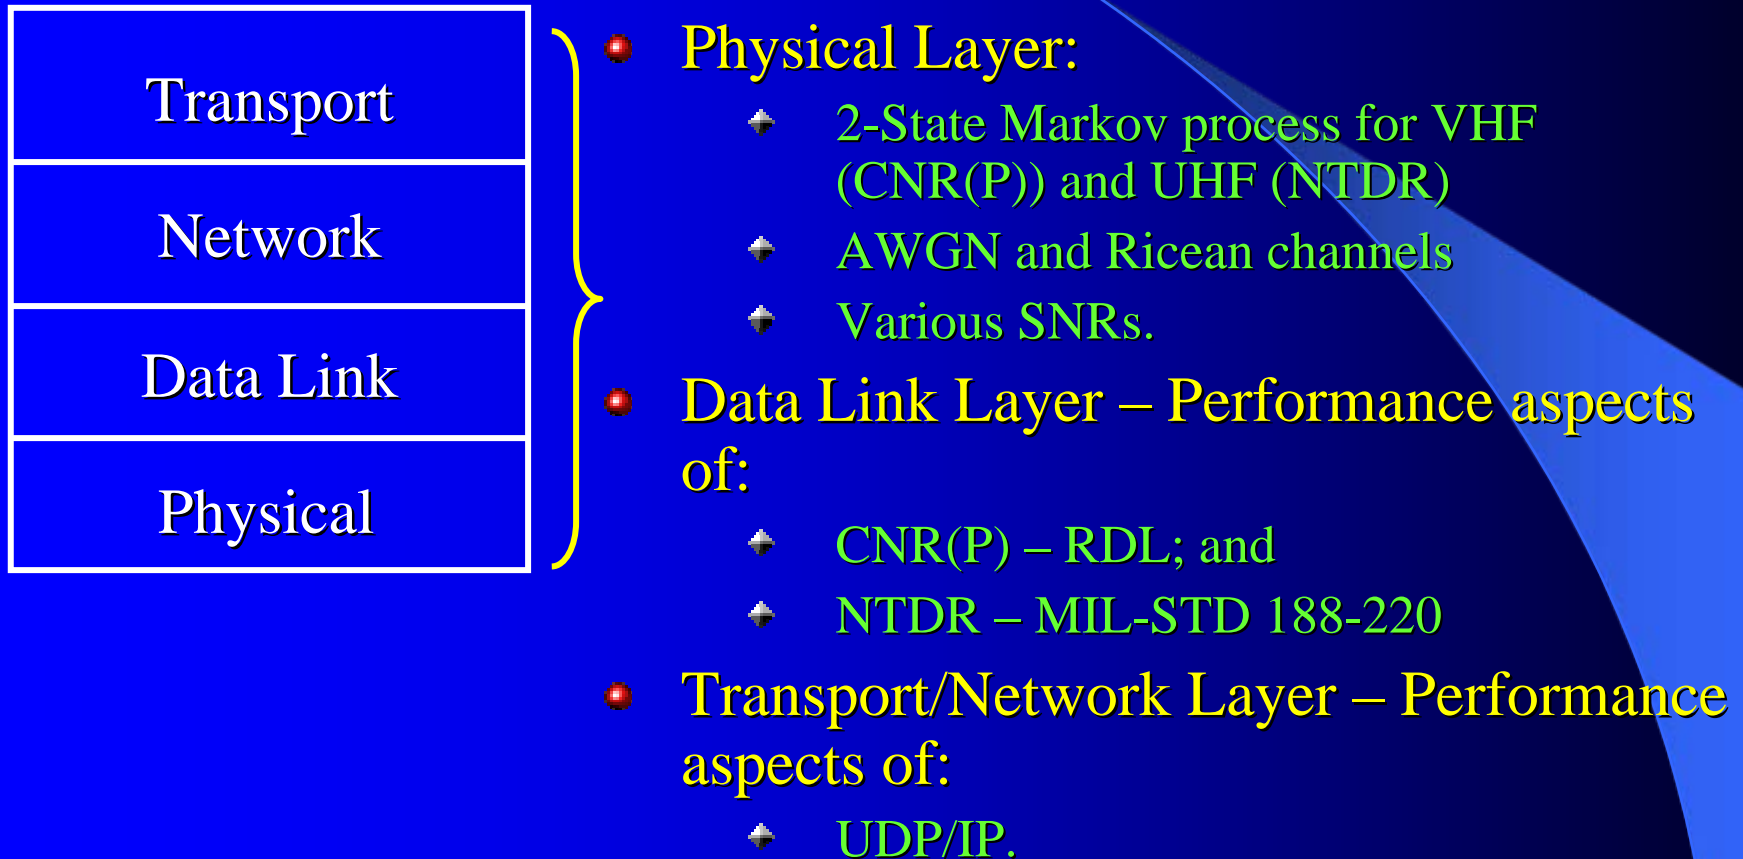 Transport
Network
Data Link
Physical
Physical Layer:
2-State Markov process for VHF
(CNR(P)) and UHF (NTDR)
AWGN and Ricean channels
Various SNRs.
Data Link Layer – Performance aspects
of:
CNR(P) – RDL; and
NTDR – MIL-STD 188-220
Transport/Network Layer – Performance
aspects of:
UDP/IP.